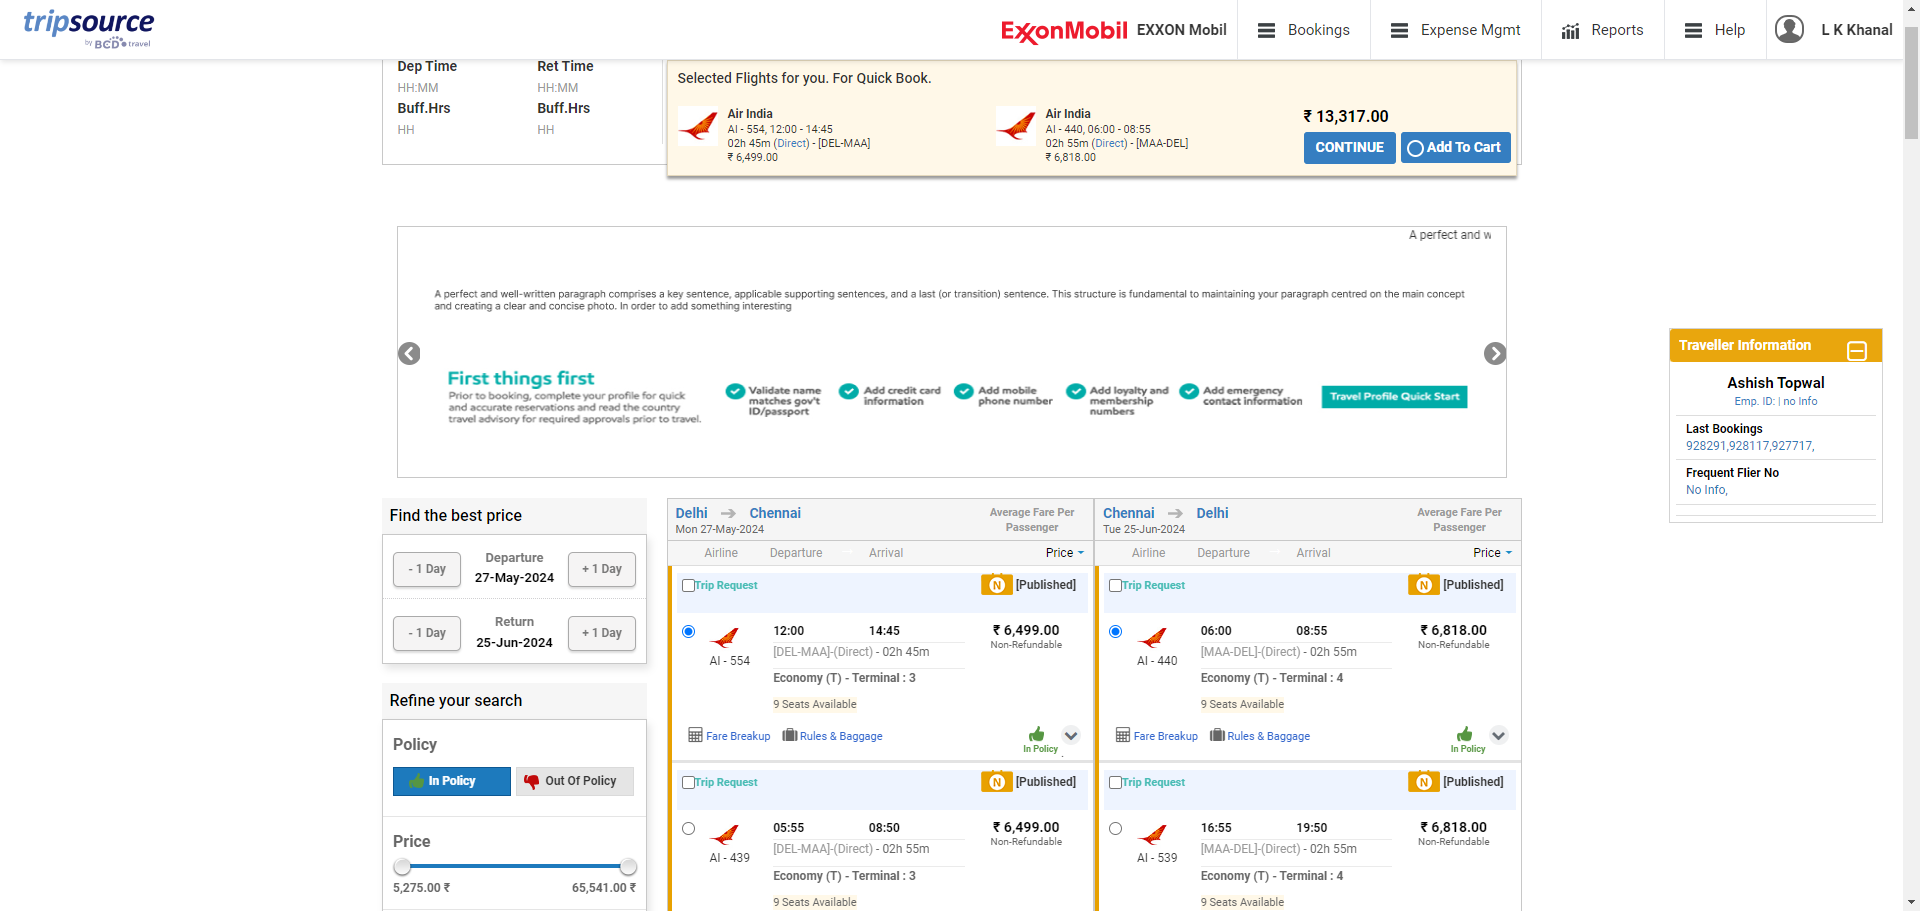 tripsource
by BCD travel
ExxonMobil EXXON Mobil
Bookings
Expense Mgmt
Reports
Help
L K Khanal
Dep Time
Ret Time
HH:MM
HH:MM
Buff.Hrs
Buff.Hrs
HH
HH
Selected Flights for you. For Quick Book.
Air India
AI - 554, 12:00 - 14:45
02h 45m (Direct) - [DEL-MAA]
₹ 6,499.00
Air India
AI - 440, 06:00 - 08:55
02h 55m (Direct) - [MAA-DEL]
₹ 6,818.00
₹ 13,317.00
CONTINUE
Add To Cart
A perfect and w
A perfect and well-written paragraph comprises a key sentence, applicable supporting sentences, and a last (or transition) sentence. This structure is fundamental to maintaining your paragraph centred on the main concept
and creating a clear and concise photo. In order to add something interesting
First things first
Prior to booking, complete your profile for quick
and accurate reservations and read the country
travel advisory for required approvals prior to travel.
Validate name
matches gov't
ID/passport
Add credit card
information
Add mobile
phone number
Add loyalty and
membership
numbers
Add emergency
contact information
Travel Profile Quick Start
Traveller Information
Ashish Topwal
Emp. ID: | no Info
Last Bookings
928291,928117,927717,
Frequent Flier No
No Info,
Find the best price
- 1 Day
Departure
27-May-2024
+ 1 Day
- 1 Day
Return
25-Jun-2024
+ 1 Day
Refine your search
Policy
In Policy
Out Of Policy
Price
5,275.00 ₹
65,541.00 ₹
Delhi
Chennai
Mon 27-May-2024
Average Fare Per
Passenger
Airline
Departure
Arrival
Price
Trip Request
N
[Published]
12:00
14:45
₹ 6,499.00
[DEL-MAA]-(Direct) - 02h 45m
Non-Refundable
AI - 554
Economy (T) - Terminal : 3
9 Seats Available
Fare Breakup
Rules & Baggage
In Policy
Trip Request
N
[Published]
05:55
08:50
₹ 6,499.00
[DEL-MAA]-(Direct) - 02h 55m
Non-Refundable
AI - 439
Economy (T) - Terminal : 3
9 Seats Available
Chennai
Delhi
Tue 25-Jun-2024
Average Fare Per
Passenger
Airline
Departure
Arrival
Price
Trip Request
N
[Published]
06:00
08:55
₹ 6,818.00
[MAA-DEL]-(Direct) - 02h 55m
Non-Refundable
AI - 440
Economy (T) - Terminal : 4
9 Seats Available
Fare Breakup
Rules & Baggage
In Policy
Trip Request
N
[Published]
16:55
19:50
₹ 6,818.00
[MAA-DEL]-(Direct) - 02h 55m
Non-Refundable
AI - 539
Economy (T) - Terminal : 4
9 Seats Available